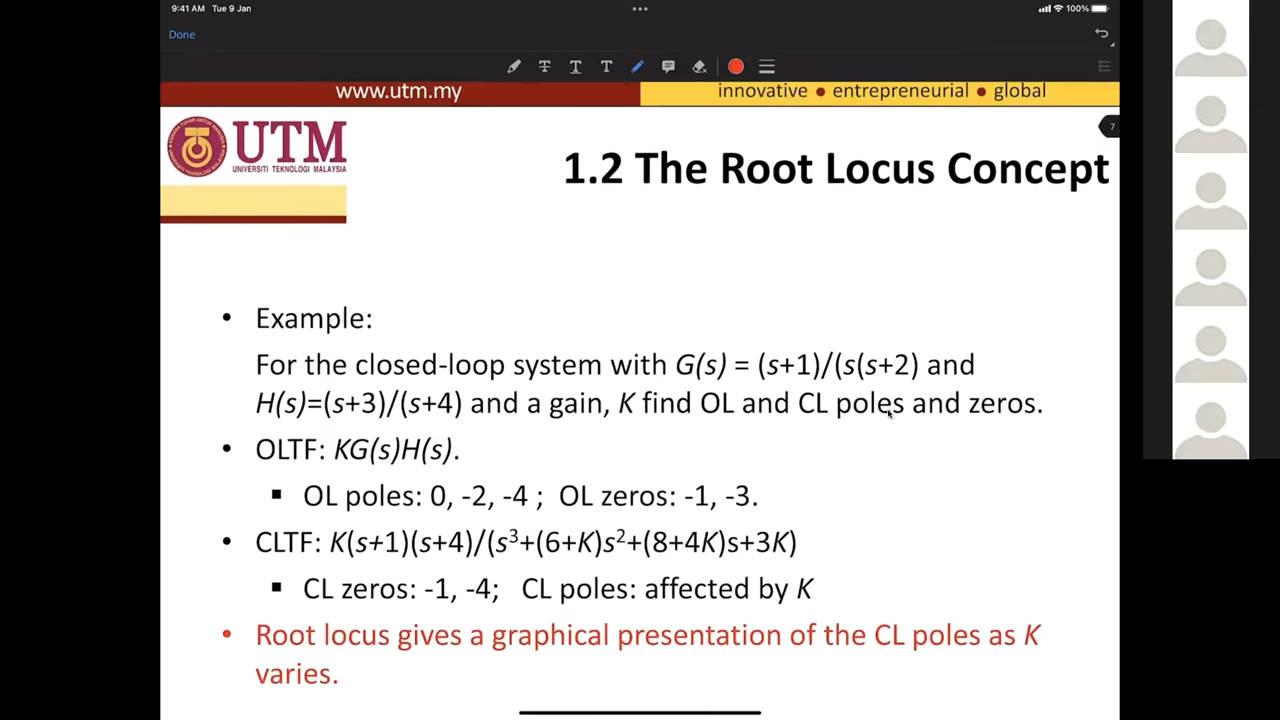 9:41 AM Tue 9 Jan
100%
Done
T T T
www.utm.my
innovative ● entrepreneurial ● global
7
UTM
UNIVERSITI TEKNOLOGI MALAYSIA
1.2 The Root Locus Concept
• Example:
For the closed-loop system with G(s) = (s+1)/(s(s+2) and
H(s)=(s+3)/(s+4) and a gain, K find OL and CL poles and zeros.
• OLTF: KG(s)H(s).
▪ OL poles: 0, -2, -4 ; OL zeros: -1, -3.
• CLTF: K(s+1)(s+4)/(s³+(6+K)s²+(8+4K)s+3K)
▪ CL zeros: -1, -4; CL poles: affected by K
• Root locus gives a graphical presentation of the CL poles as K
varies.